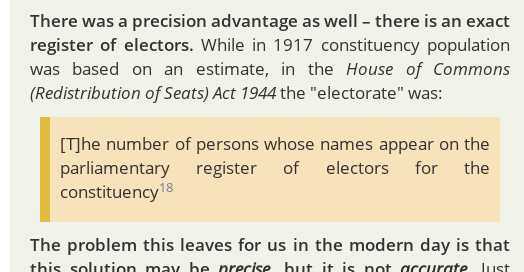 There was a precision advantage as well – there is an exact
register of electors. While in 1917 constituency population
was based on an estimate, in the House of Commons
(Redistribution of Seats) Act 1944 the "electorate" was:
[T]he number of persons whose names appear on the
parliamentary register of electors for the
constituency18
The problem this leaves for us in the modern day is that
this solution may be precise, but it is not accurate. Just